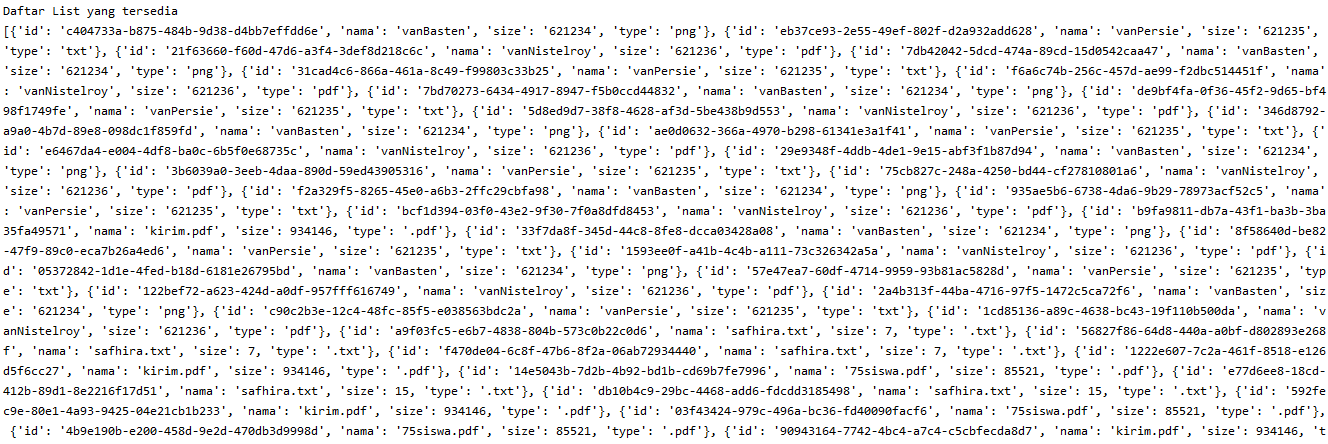 Daftar List yang tersedia
[{'id': 'c404733a-b875-484b-9d38-d4bb7effdd6e', 'nama': 'vanBasten', 'size': '621234', 'type': 'png'}, {'id': 'eb37ce93-2e55-49ef-802f-d2a932add628', 'nama': 'vanPersie', 'size': '621235',
'type': 'txt'}, {'id': '21f63660-f60d-47d6-a3f4-3def8d218c6c', 'nama': 'vanNistelroy', 'size': '621236', 'type': 'pdf'}, {'id': '7db42042-5dcd-474a-89cd-15d0542caa47', 'nama': 'vanBasten',
'size': '621234', 'type': 'png'}, {'id': '31cad4c6-866a-461a-8c49-f99803c33b25', 'nama': 'vanPersie', 'size': '621235', 'type': 'txt'}, {'id': 'f6a6c74b-256c-457d-ae99-f2dbc514451f', 'nama'
: 'vanNistelroy', 'size': '621236', 'type': 'pdf'}, {'id': '7bd70273-6434-4917-8947-f5b0ccd44832', 'nama': 'vanBasten', 'size': '621234', 'type': 'png'}, {'id': 'de9bf4fa-0f36-45f2-9d65-bf4
98f1749fe', 'nama': 'vanPersie', 'size': '621235', 'type': 'txt'}, {'id': '5d8ed9d7-38f8-4628-af3d-5be438b9d553', 'nama': 'vanNistelroy', 'size': '621236', 'type': 'pdf'}, {'id': '346d8792-
a9a0-4b7d-89e8-098dc1f859fd', 'nama': 'vanBasten', 'size': '621234', 'type': 'png'}, {'id': 'ae0d0632-366a-4970-b298-61341e3a1f41', 'nama': 'vanPersie', 'size': '621235', 'type': 'txt'}, {'
id': 'e6467da4-e004-4df8-ba0c-6b5f0e68735c', 'nama': 'vanNistelroy', 'size': '621236', 'type': 'pdf'}, {'id': '29e9348f-4ddb-4de1-9e15-abf3f1b87d94', 'nama': 'vanBasten', 'size': '621234',
'type': 'png'}, {'id': '3b6039a0-3eeb-4daa-890d-59ed43905316', 'nama': 'vanPersie', 'size': '621235', 'type': 'txt'}, {'id': '75cb827c-248a-4250-bd44-cf27810801a6', 'nama': 'vanNistelroy',
'size': '621236', 'type': 'pdf'}, {'id': 'f2a329f5-8265-45e0-a6b3-2ffc29cbfa98', 'nama': 'vanBasten', 'size': '621234', 'type': 'png'}, {'id': '935ae5b6-6738-4da6-9b29-78973acf52c5', 'nama'
: 'vanPersie', 'size': '621235', 'type': 'txt'}, {'id': 'bcf1d394-03f0-43e2-9f30-7f0a8dfd8453', 'nama': 'vanNistelroy', 'size': '621236', 'type': 'pdf'}, {'id': 'b9fa9811-db7a-43f1-ba3b-3ba
35fa49571', 'nama': 'kirim.pdf', 'size': 934146, 'type': '.pdf'}, {'id': '33f7da8f-345d-44c8-8fe8-dcca03428a08', 'nama': 'vanBasten', 'size': '621234', 'type': 'png'}, {'id': '8f58640d-be82
-47f9-89c0-eca7b26a4ed6', 'nama': 'vanPersie', 'size': '621235', 'type': 'txt'}, {'id': '1593ee0f-a41b-4c4b-a111-73c326342a5a', 'nama': 'vanNistelroy', 'size': '621236', 'type': 'pdf'}, {'i
d': '05372842-1d1e-4fed-b18d-6181e26795bd', 'nama': 'vanBasten', 'size': '621234', 'type': 'png'}, {'id': '57e47ea7-60df-4714-9959-93b81ac5828d', 'nama': 'vanPersie', 'size': '621235', 'typ
e': 'txt'}, {'id': '122bef72-a623-424d-a0df-957fff616749', 'nama': 'vanNistelroy', 'size': '621236', 'type': 'pdf'}, {'id': '2a4b313f-44ba-4716-97f5-1472c5ca72f6', 'nama': 'vanBasten', 'siz
e': '621234', 'type': 'png'}, {'id': 'c90c2b3e-12c4-48fc-85f5-e038563bdc2a', 'nama': 'vanPersie', 'size': '621235', 'type': 'txt'}, {'id': '1cd85136-a89c-4638-bc43-19f110b500da', 'nama': 'v
anNistelroy', 'size': '621236', 'type': 'pdf'}, {'id': 'a9f03fc5-e6b7-4838-804b-573c0b22c0d6', 'nama': 'safhira.txt', 'size': 7, 'type': '.txt'}, {'id': '56827f86-64d8-440a-a0bf-d802893e268
f', 'nama': 'safhira.txt', 'size': 7, 'type': '.txt'}, {'id': 'f470de04-6c8f-47b6-8f2a-06ab72934440', 'nama': 'safhira.txt', 'size': 7, 'type': '.txt'}, {'id': '1222e607-7c2a-461f-8518-e126
d5f6cc27', 'nama': 'kirim.pdf', 'size': 934146, 'type': '.pdf'}, {'id': '14e5043b-7d2b-4b92-bd1b-cd69b7fe7996', 'nama': '75siswa.pdf', 'size': 85521, 'type': '.pdf'}, {'id': 'e77d6ee8-18cd-
412b-89d1-8e2216f17d51', 'nama': 'safhira.txt', 'size': 15, 'type': '.txt'}, {'id': 'db10b4c9-29bc-4468-add6-fdcdd3185498', 'nama': 'safhira.txt', 'size': 15, 'type': '.txt'}, {'id': '592fe
c9e-80e1-4a93-9425-04e21cb1b233', 'nama': 'kirim.pdf', 'size': 934146, 'type': '.pdf'}, {'id': '03f43424-979c-496a-bc36-fd40090facf6', 'nama': '75siswa.pdf', 'size': 85521, 'type': '.pdf'},
{'id': '4b9e190b-e200-458d-9e2d-470db3d9998d', 'nama': '75siswa.pdf', 'size': 85521, 'type': '.pdf'}, {'id': '90943164-7742-4bc4-a7c4-c5cbfecda8d7', 'nama': 'kirim.pdf', 'size': 934146, 't